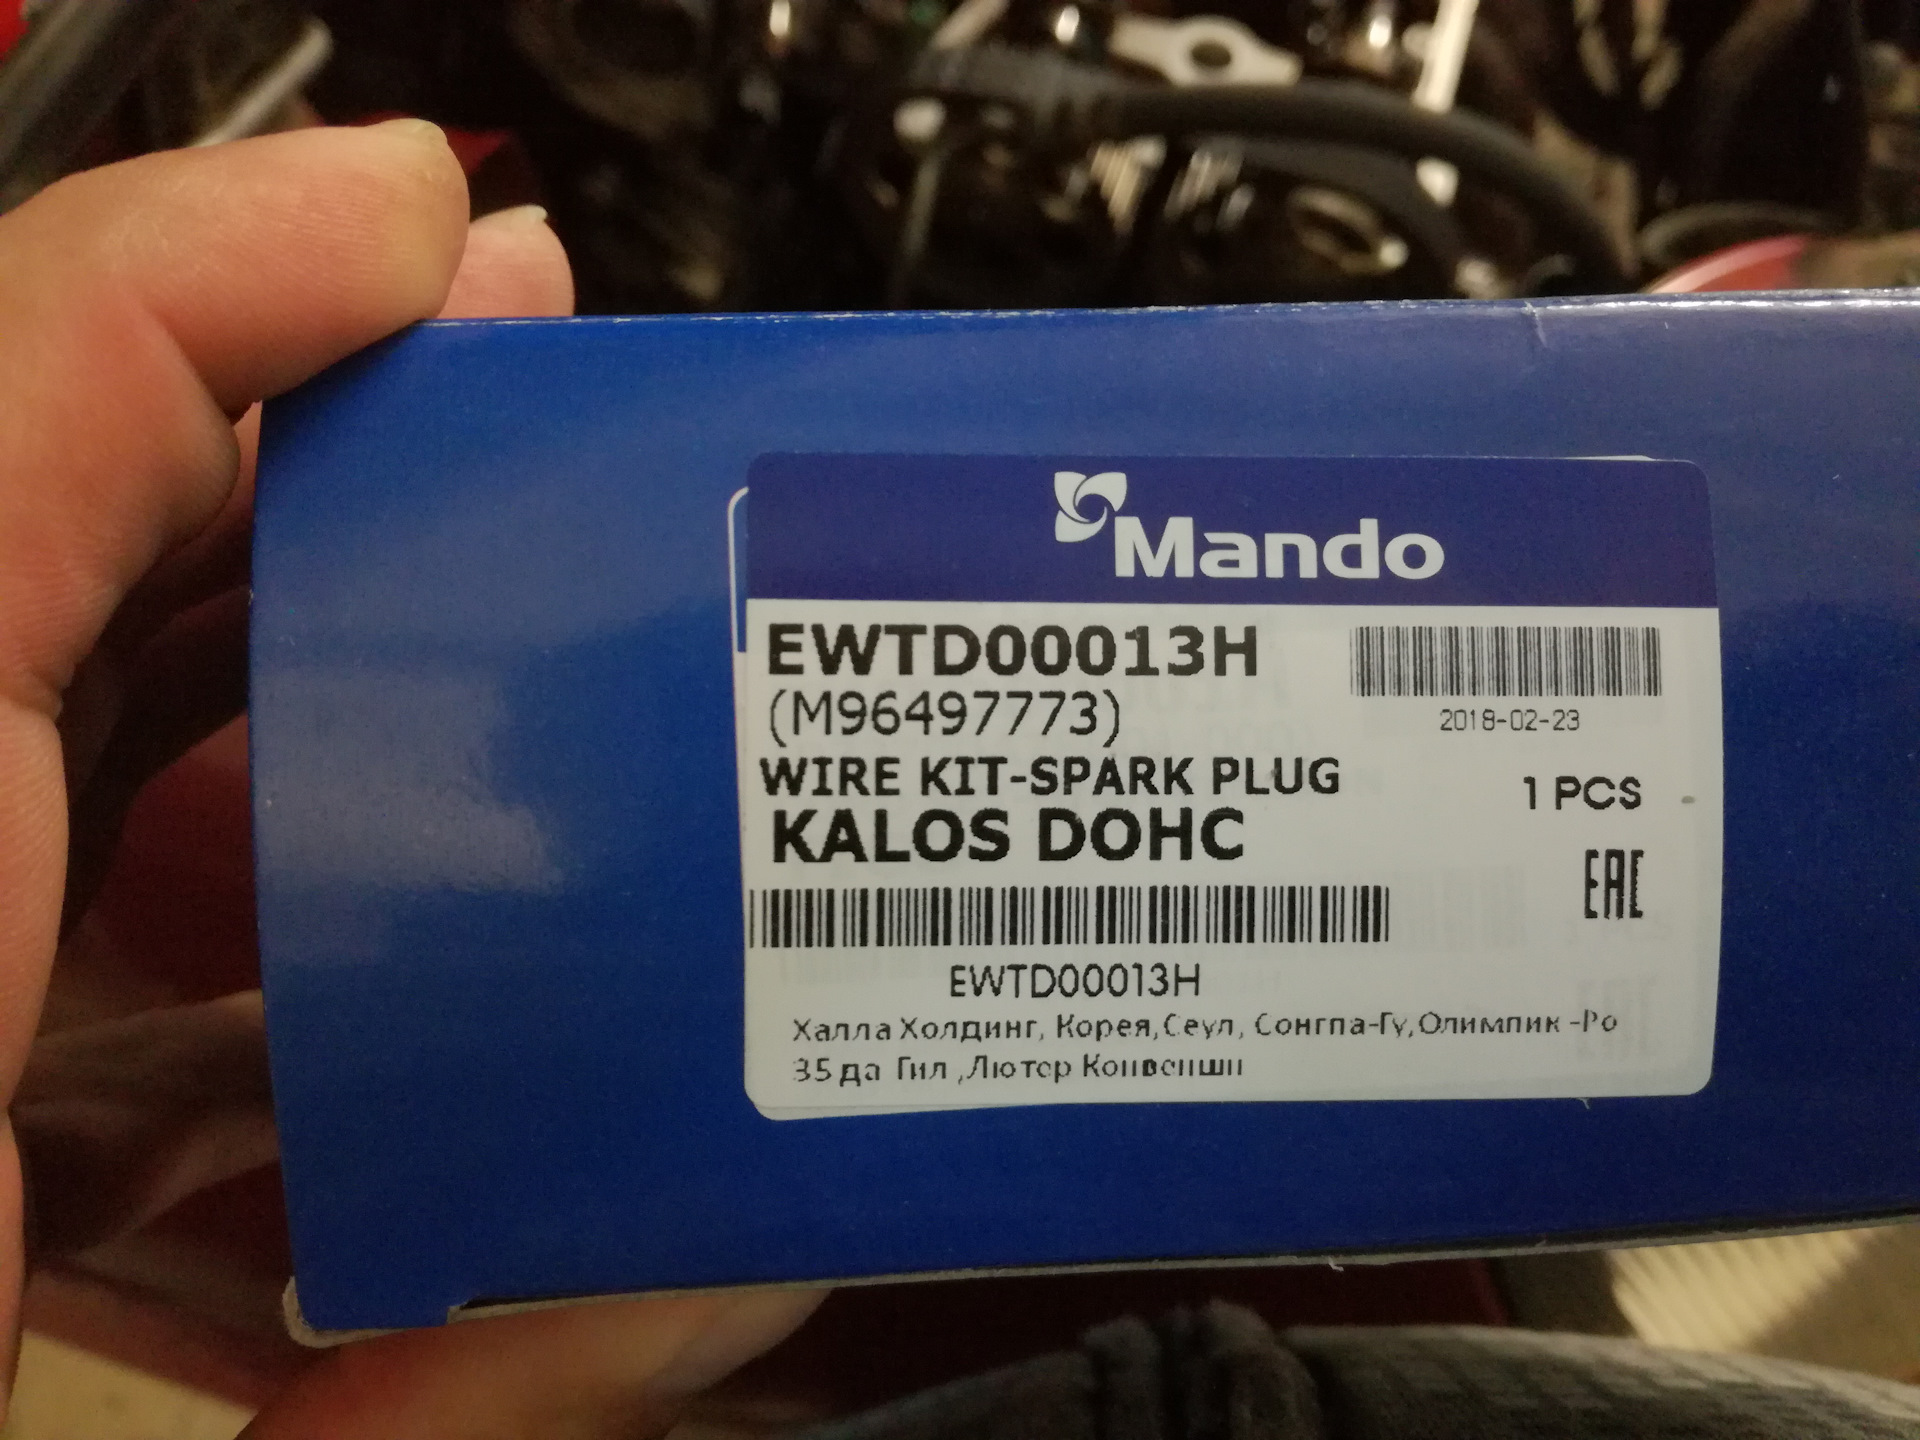 Mando
EWTD00013H
(M96497773)
2018-02-23
WIRE KIT-SPARK PLUG
1 PCS
KALOS DOHC
EAC
EWTD00013H
Халла Холдинг, Корея,Сеул, Сонгпа-Гу,Олимпик -Ро
35 да Гил ,Лютер Конвеншн